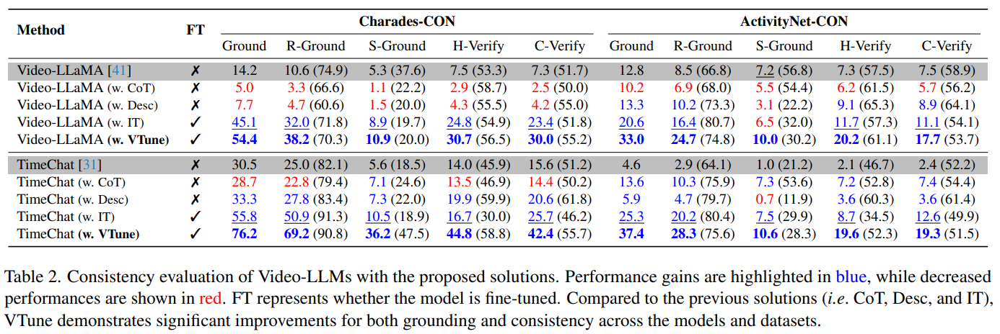 Method FT Charades-CON ActivityNet-CON
Ground R-Ground S-Ground H-Verify C-Verify Ground R-Ground S-Ground H-Verify C-Verify
Video-LLaMA [41] ✗ 14.2 10.6 (74.9) 5.3 (37.6) 7.5 (53.3) 7.3 (51.7) 12.8 8.5 (66.8) 7.2 (56.8) 7.3 (57.5) 7.5 (58.9)
Video-LLaMA (w. CoT) ✗ 5.0 3.3 (66.6) 1.1 (22.2) 2.9 (58.7) 2.5 (50.0) 10.2 6.9 (68.0) 5.5 (54.4) 6.2 (61.5) 5.7 (56.2)
Video-LLaMA (w. Desc) ✗ 7.7 4.7 (60.6) 1.5 (20.0) 4.3 (55.5) 4.2 (55.0) 13.3 10.2 (73.3) 3.1 (22.2) 9.1 (65.3) 8.9 (64.1)
Video-LLaMA (w. IT) ✓ 45.1 32.0 (71.8) 8.9 (19.7) 24.8 (54.9) 23.4 (51.8) 20.6 16.4 (80.7) 6.5 (32.0) 11.7 (57.3) 11.1 (54.1)
Video-LLaMA (w. VTune) ✓ 54.4 38.2 (70.3) 10.9 (20.0) 30.7 (56.5) 30.0 (55.2) 33.0 24.7 (74.8) 10.0 (30.2) 20.2 (61.1) 17.7 (53.7)
TimeChat [31] ✗ 30.5 25.0 (82.1) 5.6 (18.5) 14.0 (45.9) 15.6 (51.2) 4.6 2.9 (64.1) 1.0 (21.2) 2.1 (46.7) 2.4 (52.2)
TimeChat (w. CoT) ✗ 28.7 22.8 (79.4) 7.1 (24.6) 13.5 (46.9) 14.4 (50.2) 13.6 10.3 (75.9) 7.3 (53.6) 7.2 (52.8) 7.4 (54.4)
TimeChat (w. Desc) ✗ 33.3 27.8 (83.4) 7.3 (22.0) 19.9 (59.9) 20.6 (61.8) 5.9 4.7 (79.7) 0.7 (11.9) 3.6 (60.3) 3.6 (61.4)
TimeChat (w. IT) ✓ 55.8 50.9 (91.3) 10.5 (18.9) 16.7 (30.0) 25.7 (46.2) 25.3 20.2 (80.4) 7.5 (29.9) 8.7 (34.5) 12.6 (49.9)
TimeChat (w. VTune) ✓ 76.2 69.2 (90.8) 36.2 (47.5) 44.8 (58.8) 42.4 (55.7) 37.4 28.3 (75.6) 10.6 (28.3) 19.6 (52.3) 19.3 (51.5)
Table 2. Consistency evaluation of Video-LLMs with the proposed solutions. Performance gains are highlighted in blue, while decreased
performances are shown in red. FT represents whether the model is fine-tuned. Compared to the previous solutions (i.e. CoT, Desc, and IT),
VTune demonstrates significant improvements for both grounding and consistency across the models and datasets.